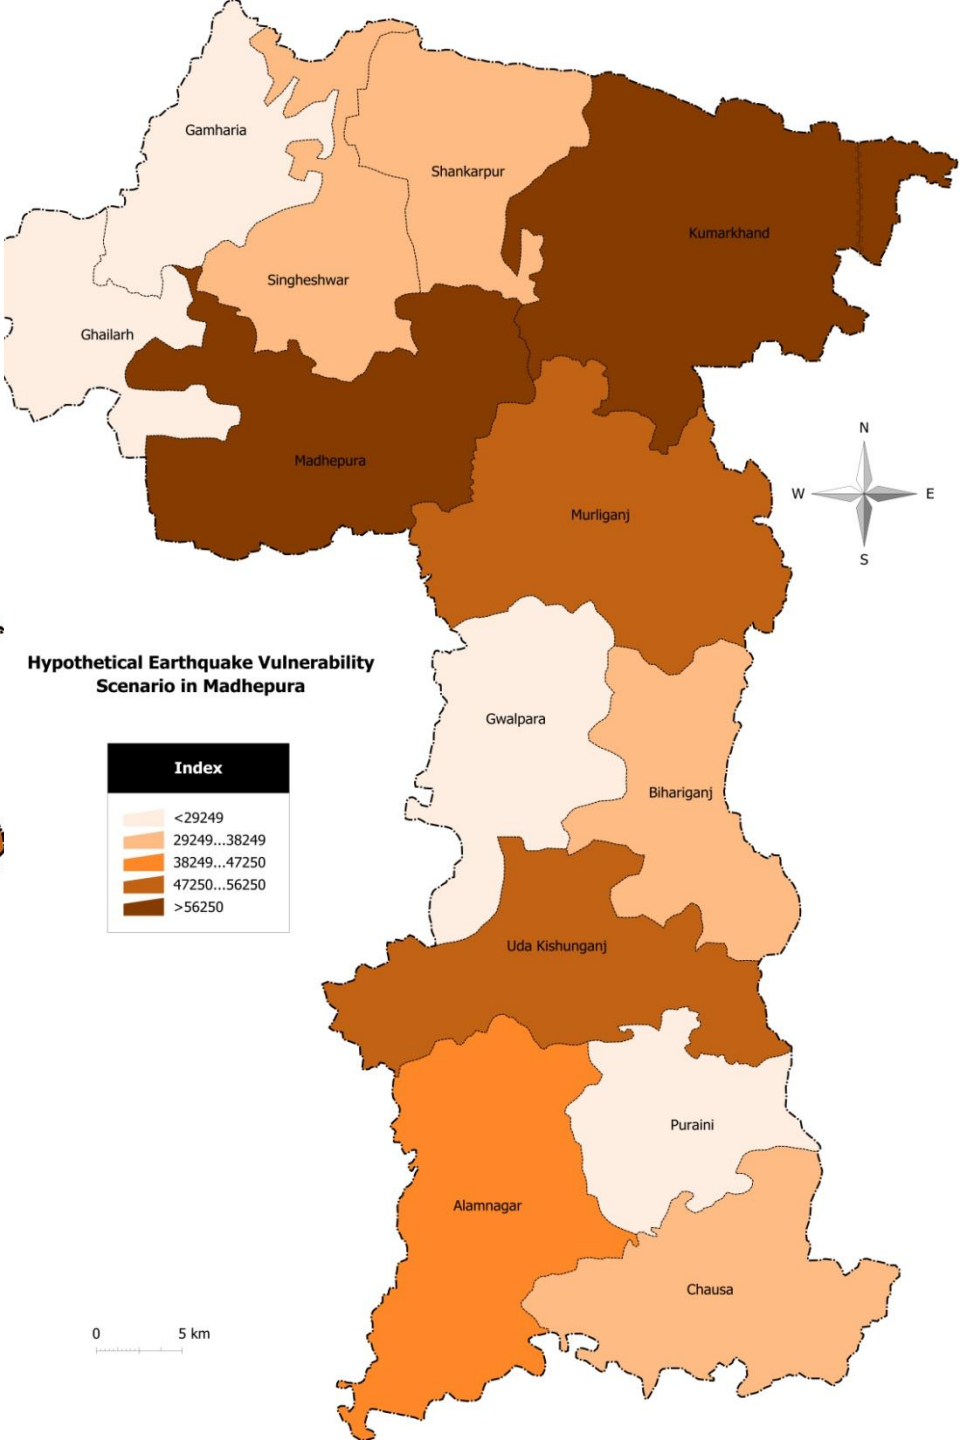 Gamharia
Shankarpur
Kumarkhand
Singheshwar
Ghailarh
Madhepura
N
W
E
S
Murliganj
Hypothetical Earthquake Vulnerability
Scenario in Madhepura
Gwalpara
Index
<29249
29249...38249
38249...47250
47250...56250
>56250
Bihariganj
Uda Kishunganj
Puraini
Alamnagar
Chausa
0 5 km